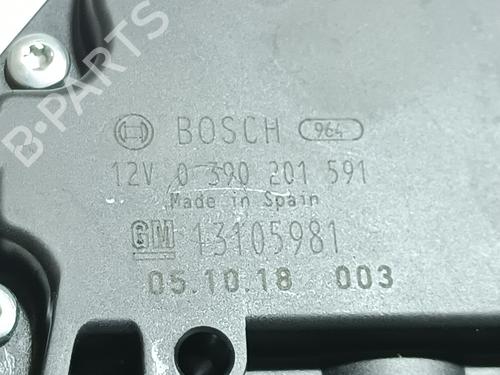 BOSCH 964
12V 0 390 201 591
Made in Spain
GM 13105981
05.10.18 003
B-PARTS